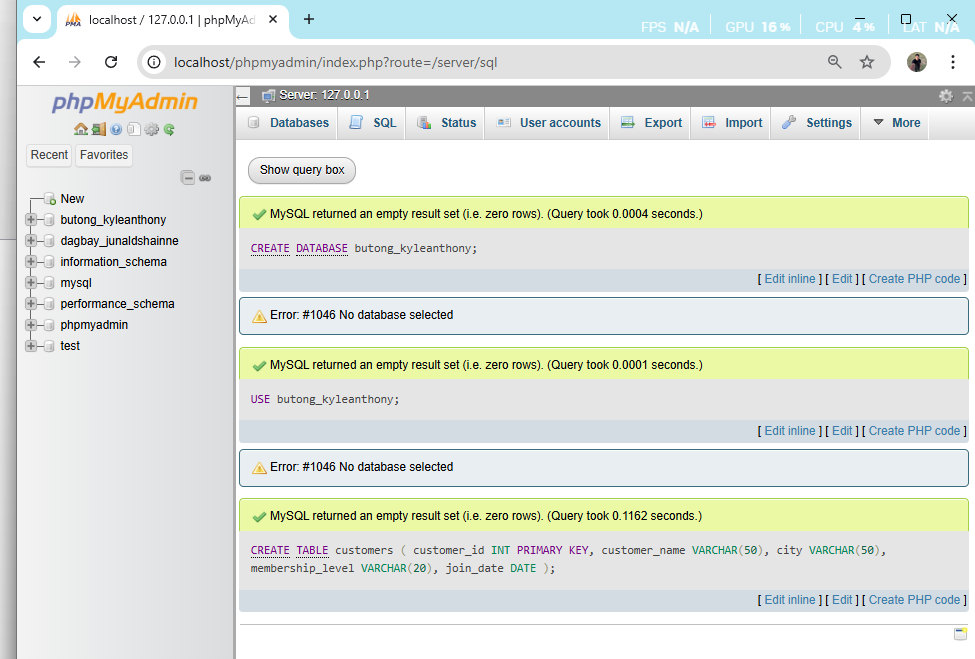 localhost / 127.0.0.1 | phpMyAd
FPS N/A GPU 16 % CPU 4 % LAT N/A
localhost/phpmyadmin/index.php?route=/server/sql
phpMyAdmin
Recent Favorites
New
butong_kyleanthony
dagbay_junaldshainne
information_schema
mysql
performance_schema
phpmyadmin
test
Server: 127.0.0.1
Databases SQL Status User accounts Export Import Settings More
Show query box
MySQL returned an empty result set (i.e. zero rows). (Query took 0.0004 seconds.)
CREATE DATABASE butong_kyleanthony;
[ Edit inline ] [ Edit ] [ Create PHP code ]
Error: #1046 No database selected
MySQL returned an empty result set (i.e. zero rows). (Query took 0.0001 seconds.)
USE butong_kyleanthony;
[ Edit inline ] [ Edit ] [ Create PHP code ]
Error: #1046 No database selected
MySQL returned an empty result set (i.e. zero rows). (Query took 0.1162 seconds.)
CREATE TABLE customers ( customer_id INT PRIMARY KEY, customer_name VARCHAR(50), city VARCHAR(50),
membership_level VARCHAR(20), join_date DATE );
[ Edit inline ] [ Edit ] [ Create PHP code ]